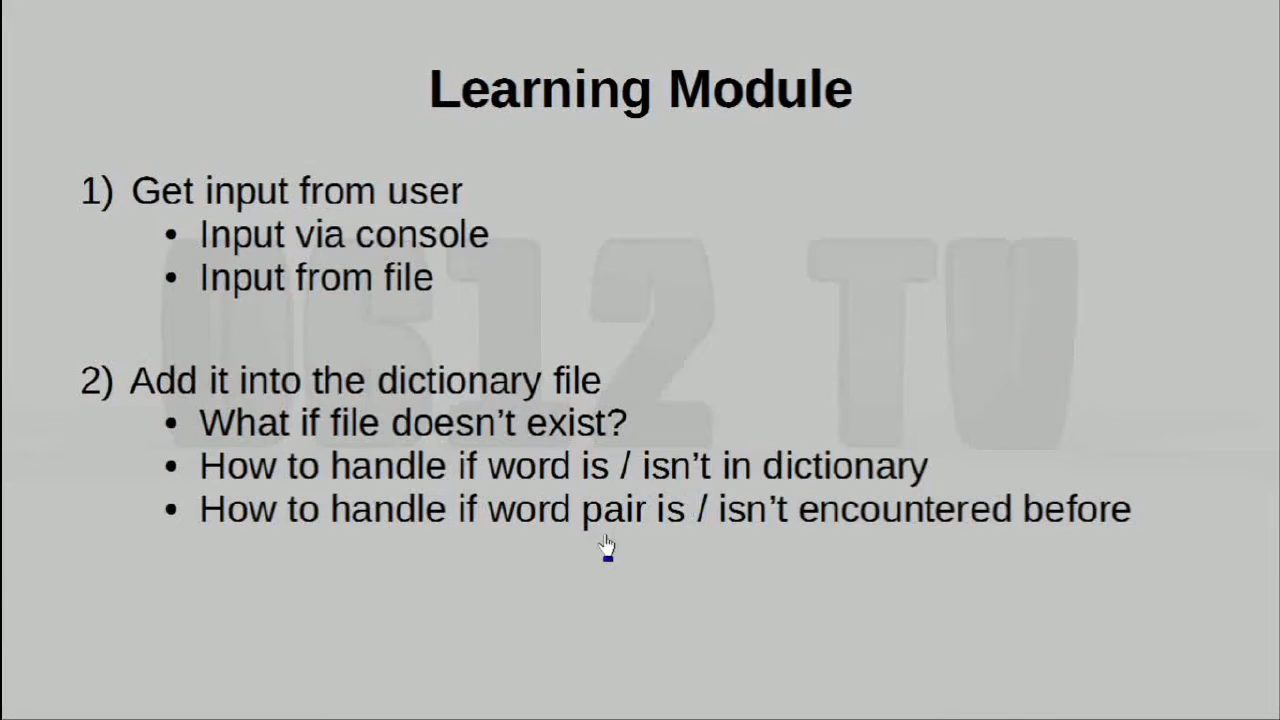 Learning Module
1) Get input from user
• Input via console
• Input from file
0612 TV
2) Add it into the dictionary file
• What if file doesn’t exist?
• How to handle if word is / isn’t in dictionary
• How to handle if word pair is / isn’t encountered before